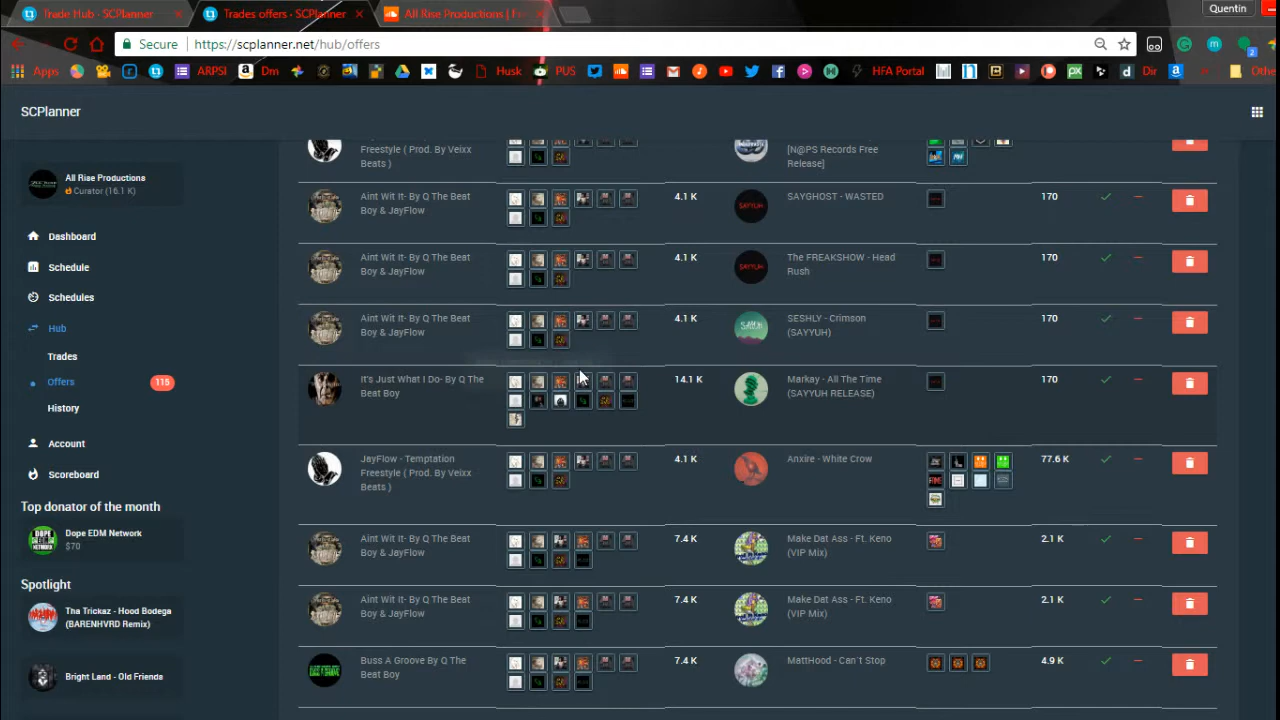 Trade Hub - SCPlanner
Trades offers - SCPlanner
All Rise Productions |
Quentin
Secure
https://scplanner.net/hub/offers
Apps
ARPSI
Dm
Husk
PUS
HFA Portal
Dir
SCPlanner
All Rise Productions
Curator (16.1 K)
Dashboard
Schedule
Schedules
Hub
Trades
Offers
115
History
Account
Scoreboard
Top donator of the month
Dope EDM Network
$70
Spotlight
Tha Trickaz - Hood Bodega
(BARENHVRD Remix)
Bright Land - Old Friends
Freestyle ( Prod. By Veixx
Beats )
[N@PS Records Free
Release]
Aint Wit It- By Q The Beat
Boy & JayFlow
4.1 K
SAYGHOST - WASTED
170
Aint Wit It- By Q The Beat
Boy & JayFlow
4.1 K
The FREAKSHOW - Head
Rush
170
Aint Wit It- By Q The Beat
Boy & JayFlow
4.1 K
SESHLY - Crimson
(SAYYUH)
170
It's Just What I Do- By Q The
Beat Boy
14.1 K
Markay - All The Time
(SAYYUH RELEASE)
170
JayFlow - Temptation
Freestyle ( Prod. By Veixx
Beats )
4.1 K
Anxire - White Crow
77.6 K
Aint Wit It- By Q The Beat
Boy & JayFlow
7.4 K
Make Dat Ass - Ft. Keno
(VIP Mix)
2.1 K
Aint Wit It- By Q The Beat
Boy & JayFlow
7.4 K
Make Dat Ass - Ft. Keno
(VIP Mix)
2.1 K
Buss A Groove By Q The
Beat Boy
7.4 K
MattHood - Can't Stop
4.9 K